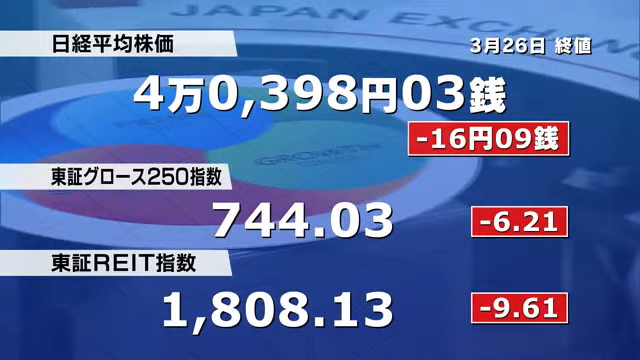 JAPAN EXCHANGE
日経平均株価
3月26日 終値
4万0,398円03銭
-16円09銭
GROWTH
東証グロース250指数
744.03
-6.21
東証REIT指数
1,808.13
-9.61